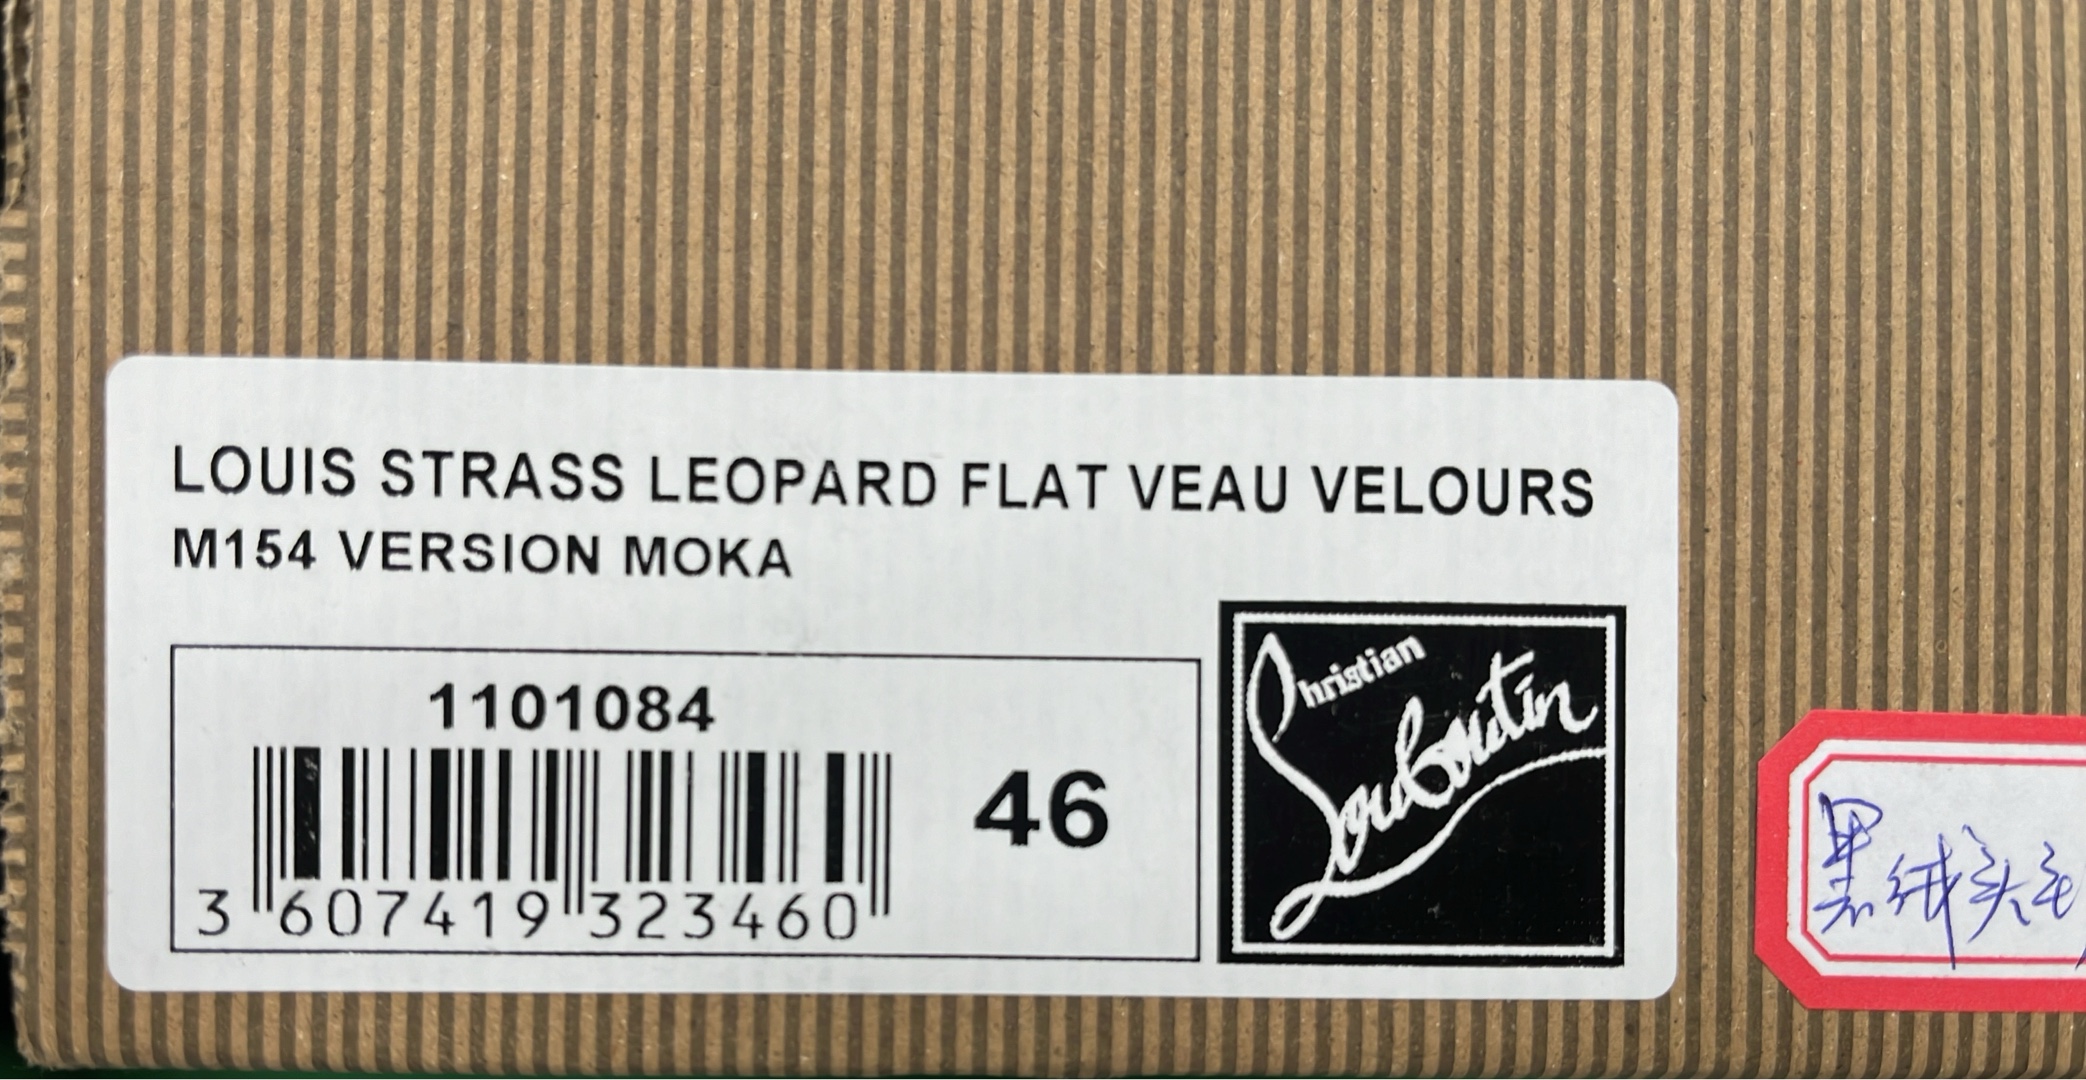 LOUIS STRASS LEOPARD FLAT VEAU VELOURS
M154 VERSION MOKA
1101084
3 607419 323460
46
Christian
Louboutin
黑绒头